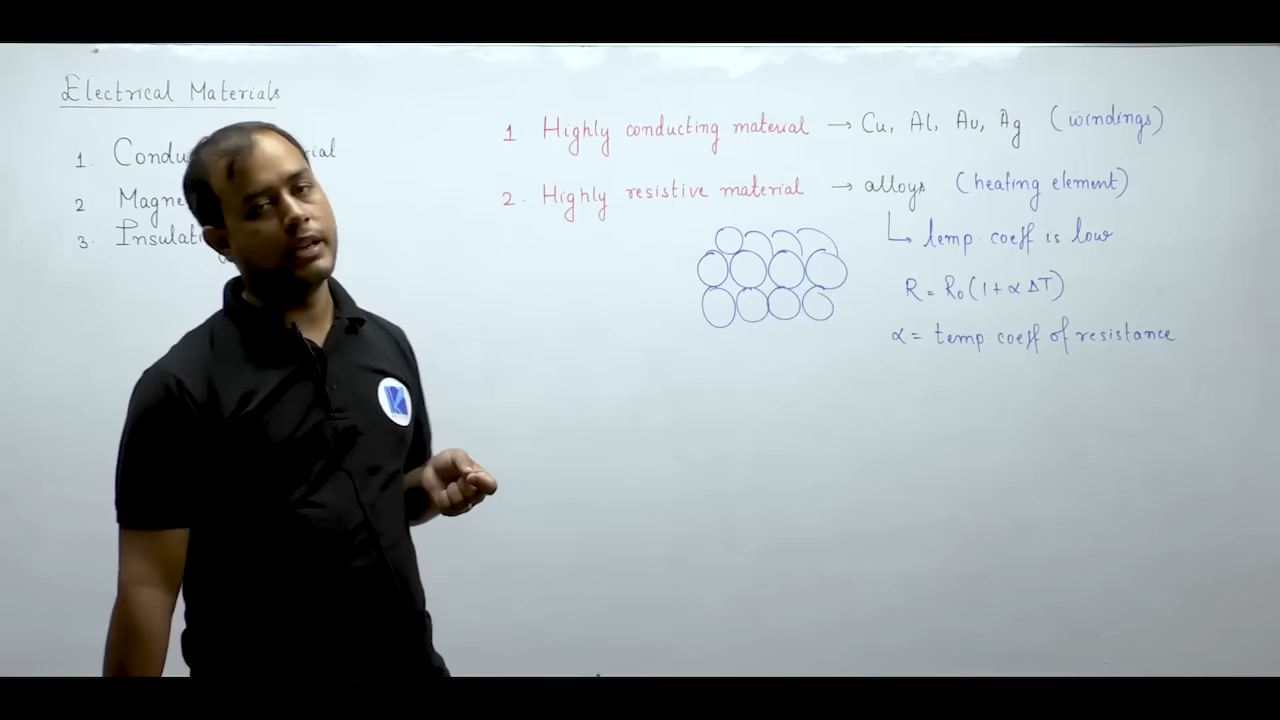 Electrical Materials
1. Condu ial
2. Magne
3. Insulati
1. Highly conducting material → Cu, Al, Au, Ag (windings)
2. Highly resistive material → alloys (heating element)
↳ temp. coeff is low
R = R₀ (1 + α ΔT)
α = temp. coeff of resistance